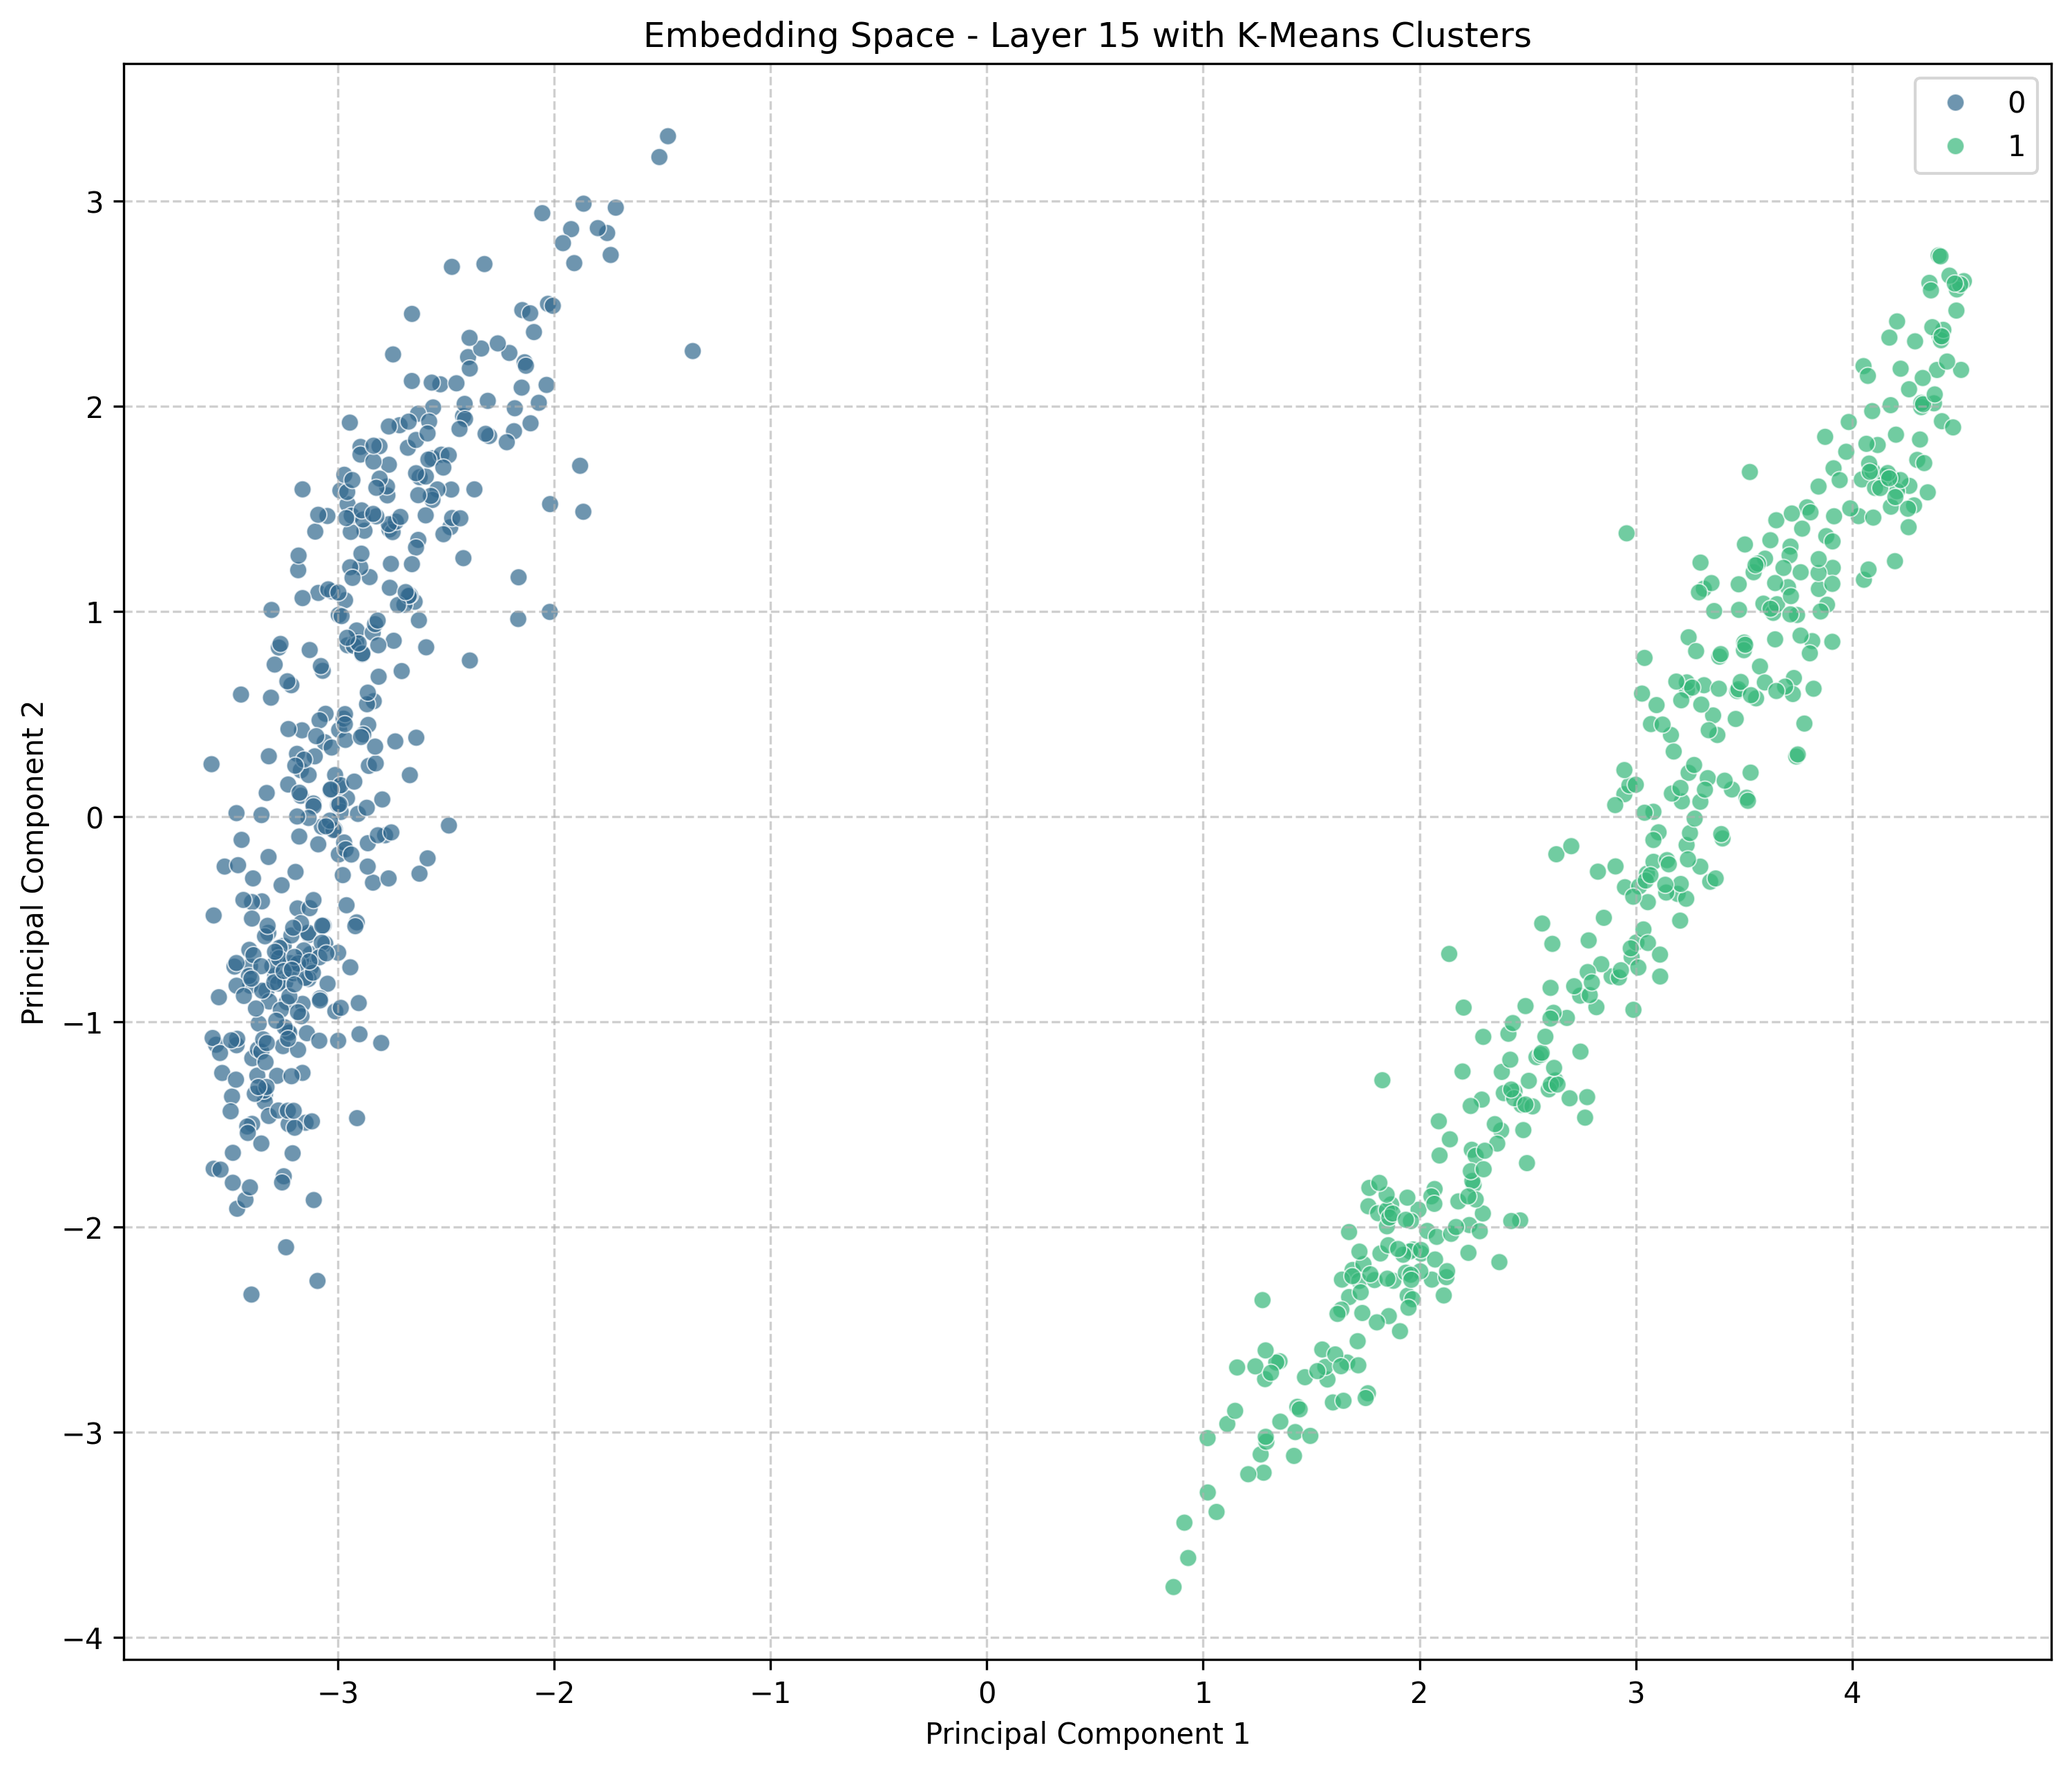 Embedding Space - Layer 15 with K-Means Clusters
0
1
3
2
1
0
−1
−2
−3
−4
Principal Component 2
−3 −2 −1 0 1 2 3 4
Principal Component 1